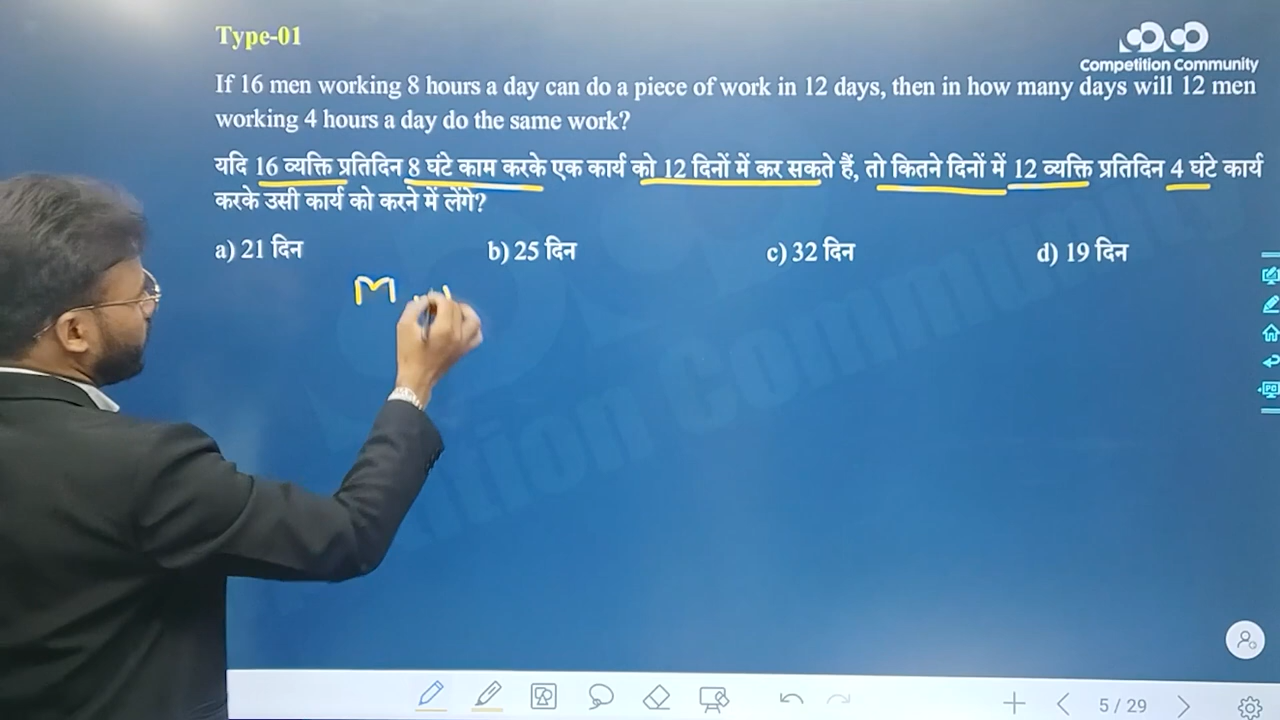 Type-01
Competition Community
If 16 men working 8 hours a day can do a piece of work in 12 days, then in how many days will 12 men
working 4 hours a day do the same work?
यदि 16 व्यक्ति प्रतिदिन 8 घंटे काम करके एक कार्य को 12 दिनों में कर सकते हैं, तो कितने दिनों में 12 व्यक्ति प्रतिदिन 4 घंटे कार्य
करके उसी कार्य को करने में लेंगे?
a) 21 दिन b) 25 दिन c) 32 दिन d) 19 दिन
M
5 / 29